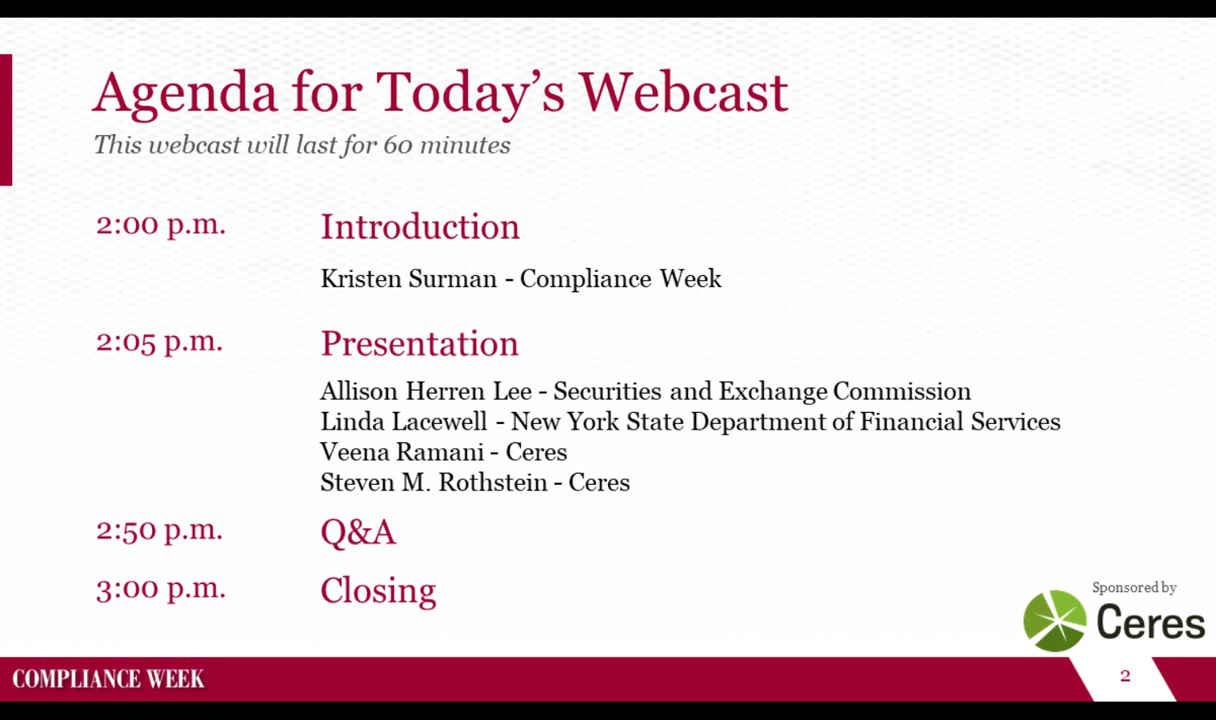 Agenda for Today's Webcast
This webcast will last for 60 minutes
2:00 p.m. Introduction
Kristen Surman - Compliance Week
2:05 p.m. Presentation
Allison Herren Lee - Securities and Exchange Commission
Linda Lacewell - New York State Department of Financial Services
Veena Ramani - Ceres
Steven M. Rothstein - Ceres
2:50 p.m. Q&A
3:00 p.m. Closing
Sponsored by
Ceres
COMPLIANCE WEEK
2